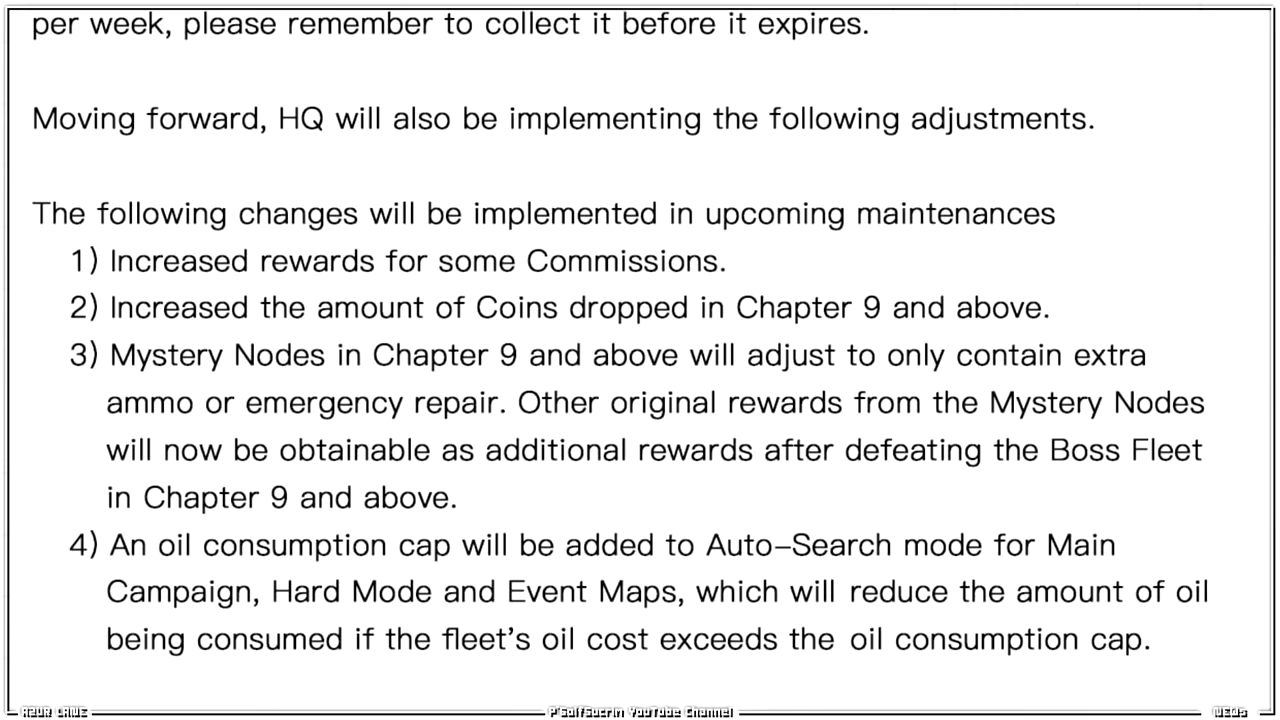 per week, please remember to collect it before it expires.
Moving forward, HQ will also be implementing the following adjustments.
The following changes will be implemented in upcoming maintenances
1) Increased rewards for some Commissions.
2) Increased the amount of Coins dropped in Chapter 9 and above.
3) Mystery Nodes in Chapter 9 and above will adjust to only contain extra
ammo or emergency repair. Other original rewards from the Mystery Nodes
will now be obtainable as additional rewards after defeating the Boss Fleet
in Chapter 9 and above.
4) An oil consumption cap will be added to Auto–Search mode for Main
Campaign, Hard Mode and Event Maps, which will reduce the amount of oil
being consumed if the fleet's oil cost exceeds the oil consumption cap.
AZUR LANE
YouTube Channel
NEWs